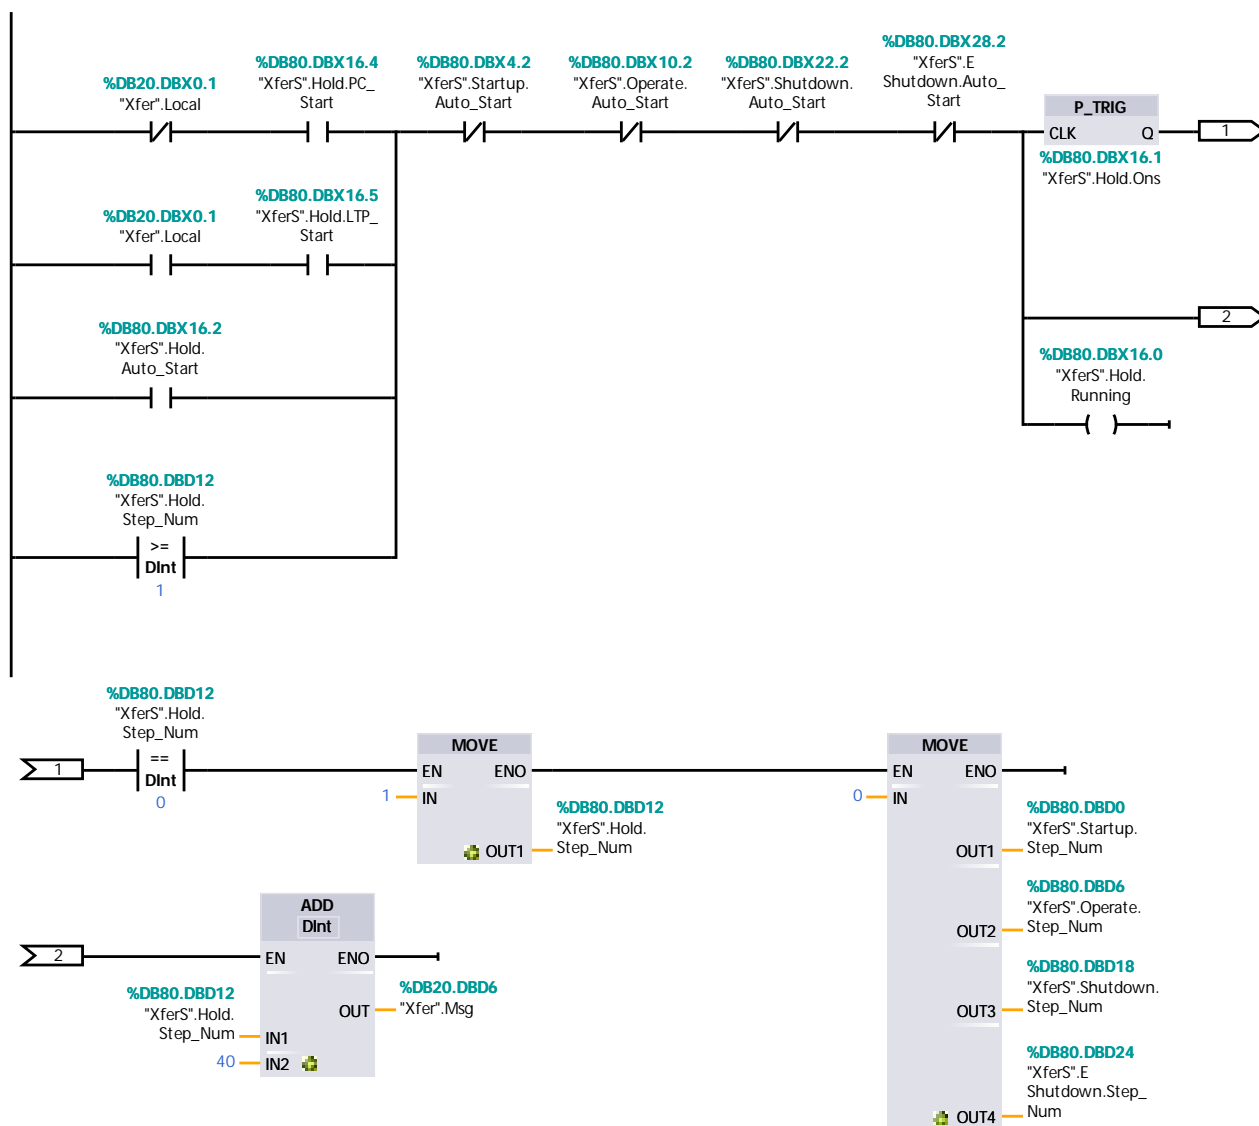 %DB20.DBX0.1
"Xfer".Local
%DB80.DBX16.4
"XferS".Hold.PC_
Start
%DB80.DBX4.2
"XferS".Startup.
Auto_Start
%DB80.DBX10.2
"XferS".Operate.
Auto_Start
%DB80.DBX22.2
"XferS".Shutdown.
Auto_Start
%DB80.DBX28.2
"XferS".E
Shutdown.Auto_
Start
P_TRIG
CLK Q
%DB80.DBX16.1
"XferS".Hold.Ons
1
%DB20.DBX0.1
"Xfer".Local
%DB80.DBX16.5
"XferS".Hold.LTP_
Start
%DB80.DBX16.2
"XferS".Hold.
Auto_Start
2
%DB80.DBX16.0
"XferS".Hold.
Running
%DB80.DBD12
"XferS".Hold.
Step_Num
>=
DInt
1
1
%DB80.DBD12
"XferS".Hold.
Step_Num
==
DInt
0
MOVE
EN ENO
1 IN
OUT1
%DB80.DBD12
"XferS".Hold.
Step_Num
MOVE
EN ENO
0 IN
OUT1
%DB80.DBD0
"XferS".Startup.
Step_Num
OUT2
%DB80.DBD6
"XferS".Operate.
Step_Num
OUT3
%DB80.DBD18
"XferS".Shutdown.
Step_Num
OUT4
%DB80.DBD24
"XferS".E
Shutdown.Step_
Num
2
ADD
DInt
EN ENO
OUT
%DB20.DBD6
"Xfer".Msg
%DB80.DBD12
"XferS".Hold.
Step_Num
IN1
40 IN2